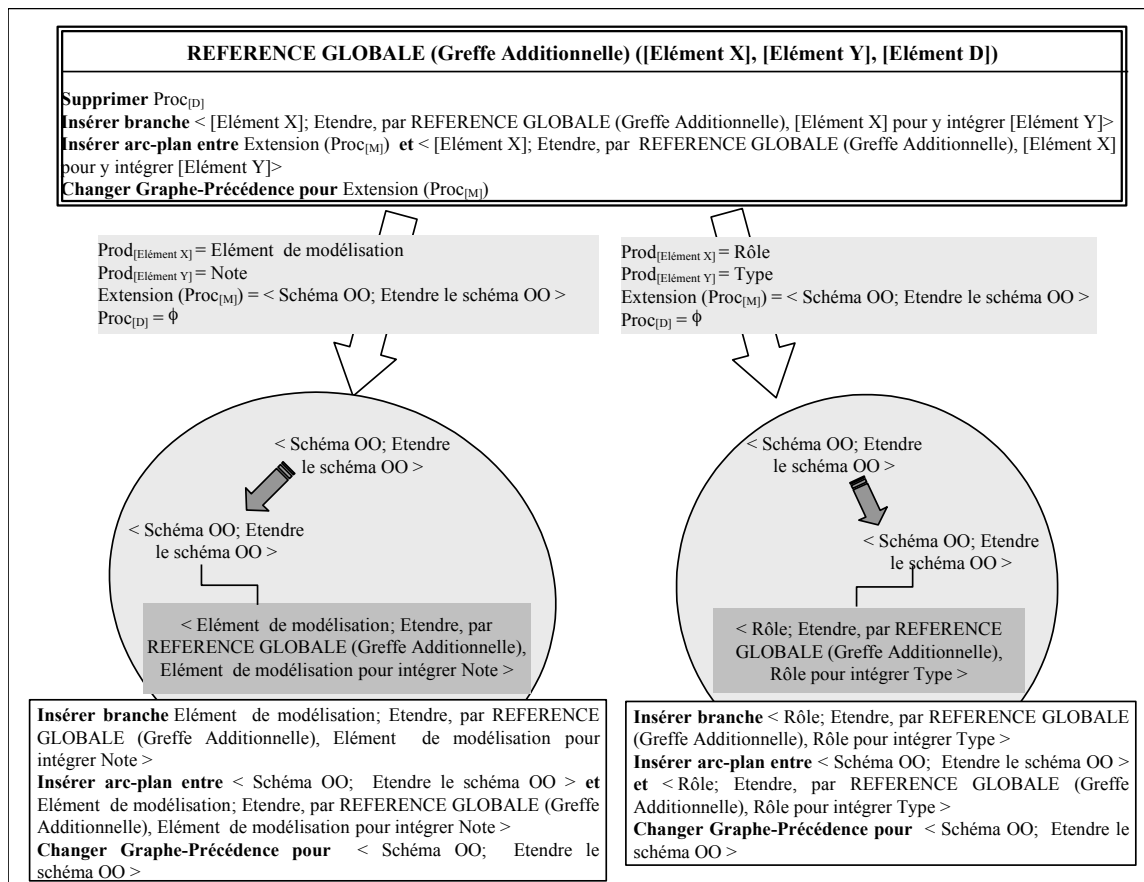 REFERENCE GLOBALE (Greffe Additionnelle) ([Elément X], [Elément Y], [Elément D])
Supprimer Proc[D]
Insérer branche < [Elément X]; Etendre, par REFERENCE GLOBALE (Greffe Additionnelle), [Elément X] pour y intégrer [Elément Y]>
Insérer arc-plan entre Extension (Proc[M]) et < [Elément X]; Etendre, par REFERENCE GLOBALE (Greffe Additionnelle), [Elément X]
pour y intégrer [Elément Y]>
Changer Graphe-Précédence pour Extension (Proc[M])
Prod[Elément X] = Elément de modélisation
Prod[Elément Y] = Note
Extension (Proc[M]) = < Schéma OO; Etendre le schéma OO >
Proc[D] = ϕ
Prod[Elément X] = Rôle
Prod[Elément Y] = Type
Extension (Proc[M]) = < Schéma OO; Etendre le schéma OO >
Proc[D] = ϕ
< Schéma OO; Etendre
le schéma OO >
< Schéma OO; Etendre
le schéma OO >
< Elément de modélisation; Etendre, par
REFERENCE GLOBALE (Greffe Additionnelle),
Elément de modélisation pour intégrer Note >
Insérer branche Elément de modélisation; Etendre, par REFERENCE
GLOBALE (Greffe Additionnelle), Elément de modélisation pour
intégrer Note >
Insérer arc-plan entre < Schéma OO; Etendre le schéma OO > et
Elément de modélisation; Etendre, par REFERENCE GLOBALE (Greffe
Additionnelle), Elément de modélisation pour intégrer Note >
Changer Graphe-Précédence pour < Schéma OO; Etendre le
schéma OO >
< Schéma OO; Etendre
le schéma OO >
< Schéma OO; Etendre
le schéma OO >
< Rôle; Etendre, par REFERENCE
GLOBALE (Greffe Additionnelle),
Rôle pour intégrer Type >
Insérer branche < Rôle; Etendre, par REFERENCE GLOBALE
(Greffe Additionnelle), Rôle pour intégrer Type >
Insérer arc-plan entre < Schéma OO; Etendre le schéma OO >
et < Rôle; Etendre, par REFERENCE GLOBALE (Greffe
Additionnelle), Rôle pour intégrer Type >
Changer Graphe-Précédence pour < Schéma OO; Etendre le
schéma OO >